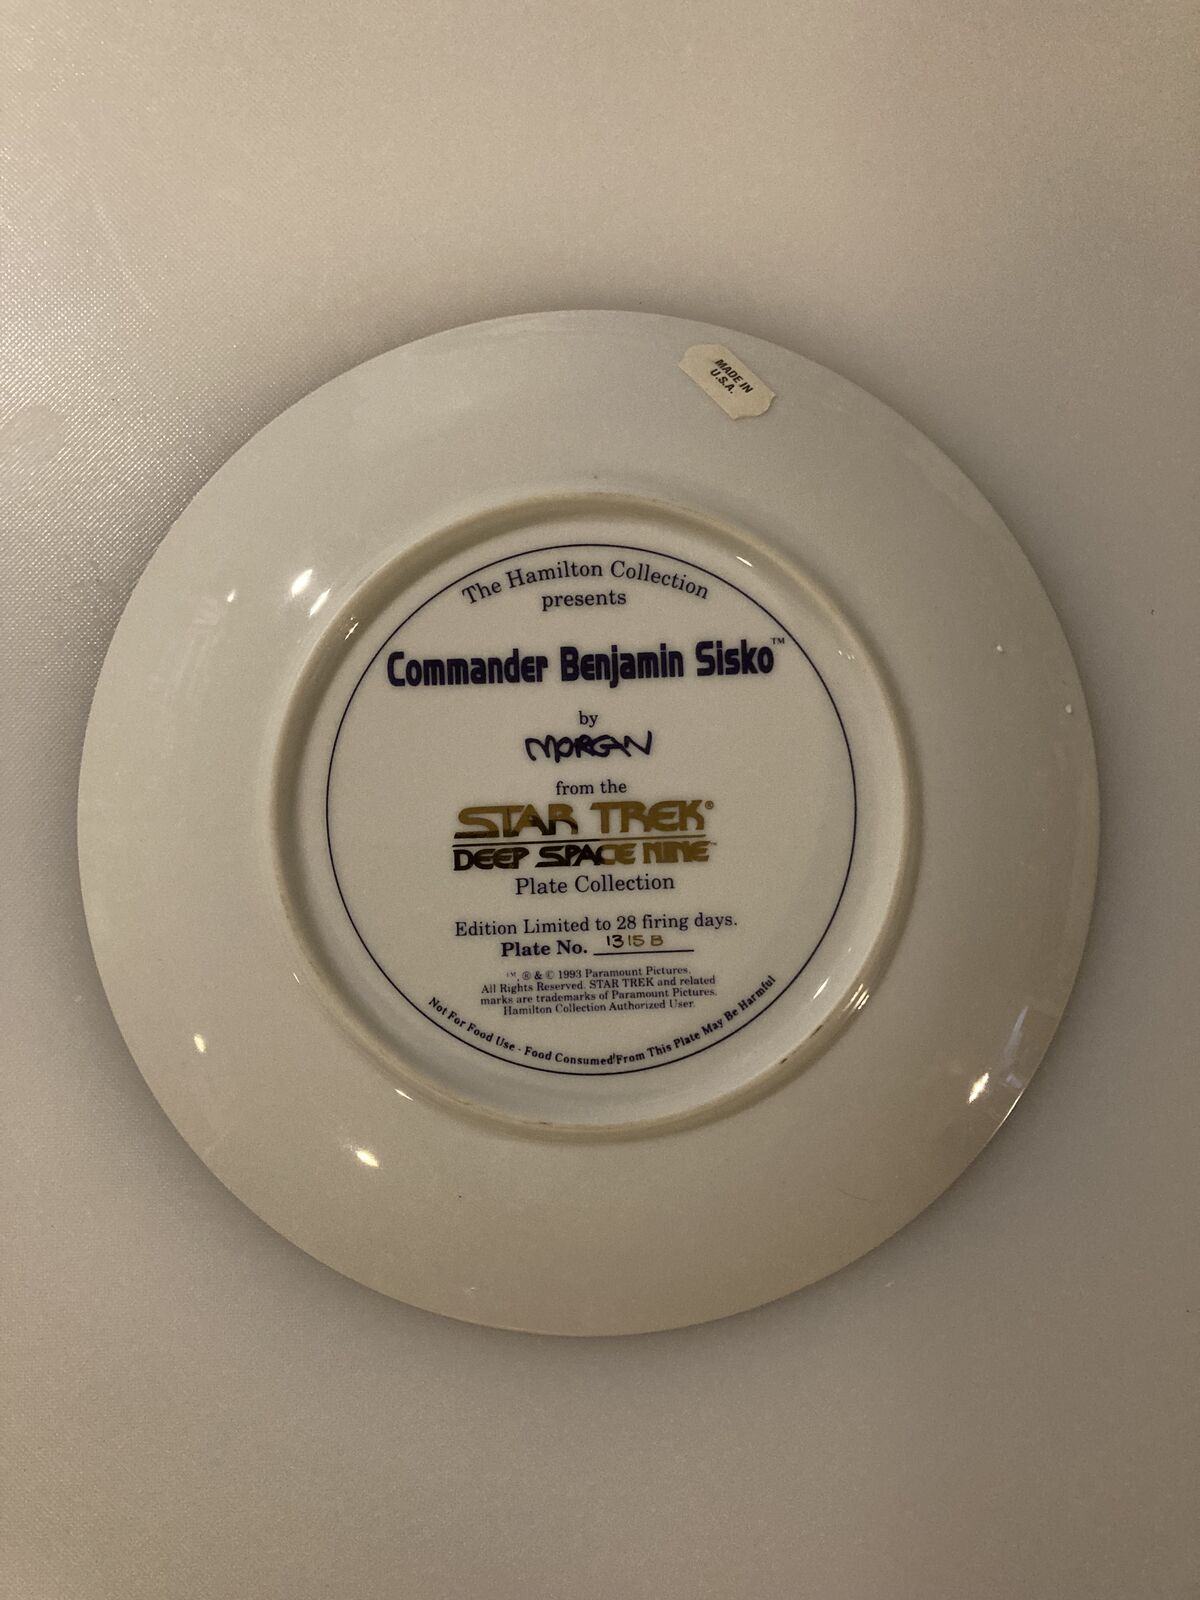 MADE IN
U.S.A.
The Hamilton Collection
presents
Commander Benjamin Sisko™
by
MORGAN
from the
STAR TREK®
DEEP SPACE NINE™
Plate Collection
Edition Limited to 28 firing days.
Plate No. 1315B
™, ® & © 1993 Paramount Pictures.
All Rights Reserved. STAR TREK and related
marks are trademarks of Paramount Pictures.
Hamilton Collection Authorized User.
Not For Food Use - Food Consumed From This Plate May Be Harmful